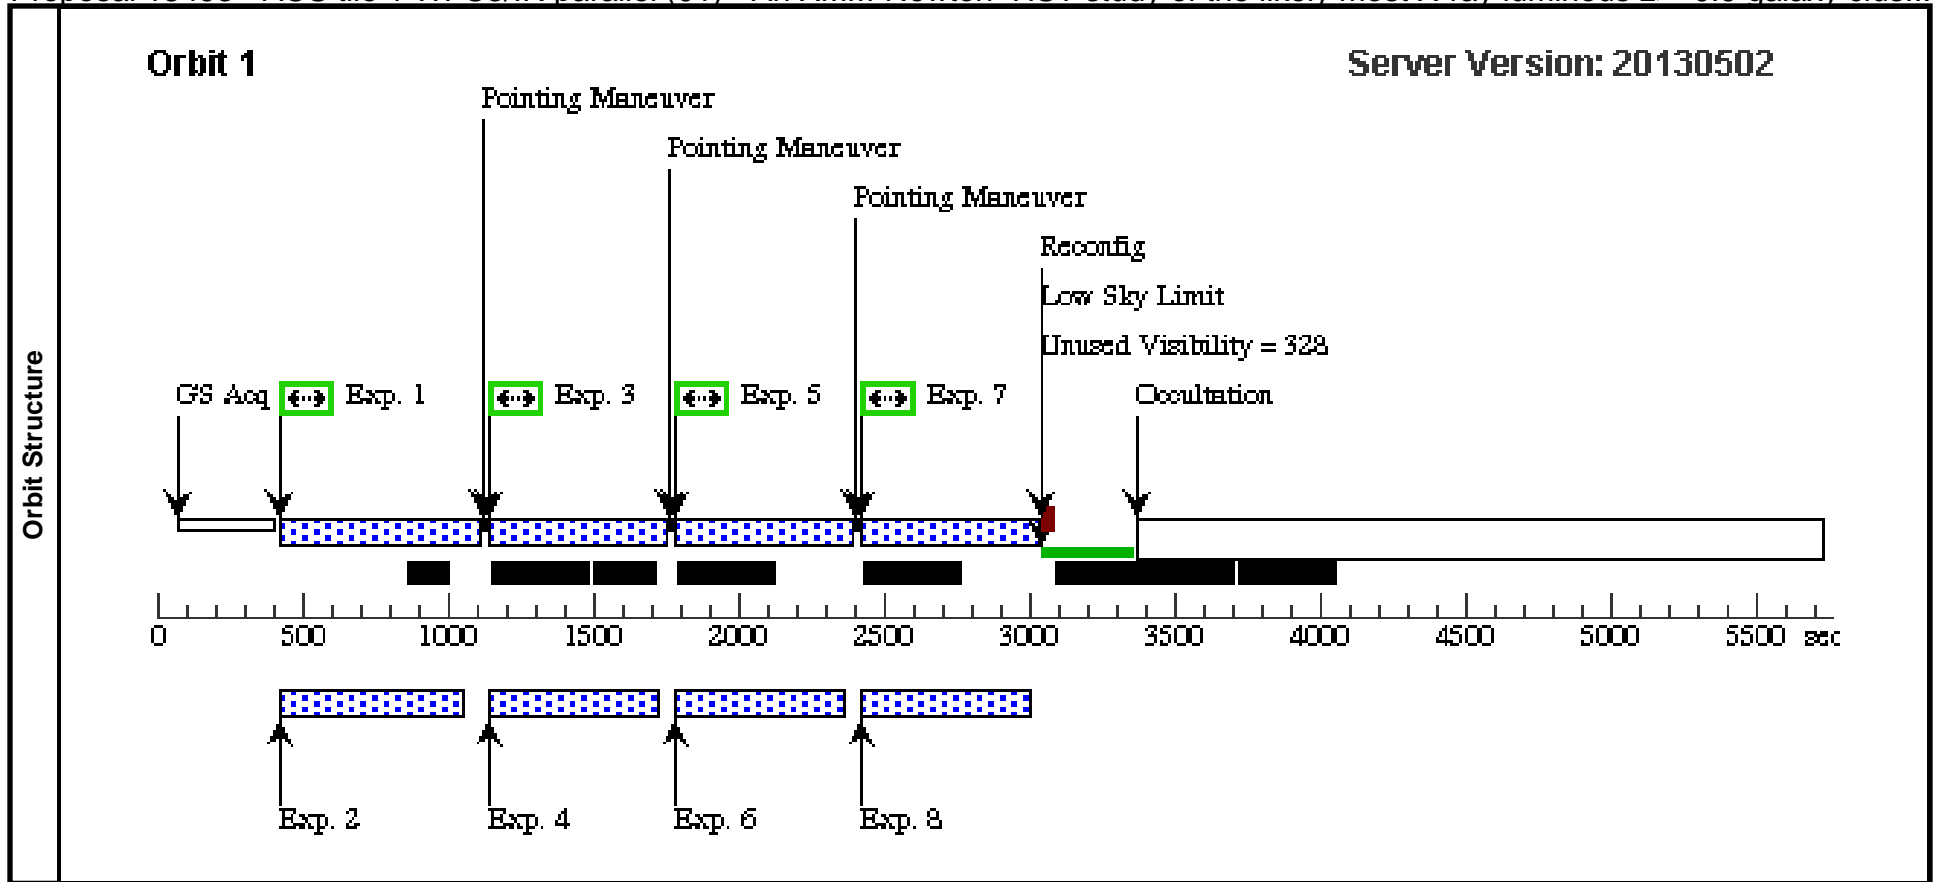 Orbit 1
Server Version: 20130502
Pointing Maneuver
Pointing Maneuver
Pointing Maneuver
Reconfig
Low Sky Limit
Unused Visibility = 328
GS Acq
Exp. 1
Exp. 3
Exp. 5
Exp. 7
Occultation
Orbit Structure
0 500 1000 1500 2000 2500 3000 3500 4000 4500 5000 5500 sec
Exp. 2
Exp. 4
Exp. 6
Exp. 8